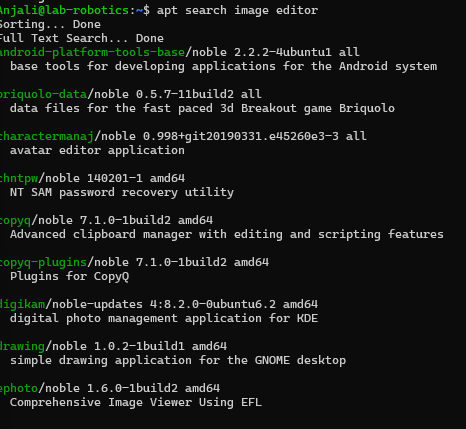 Anjali@lab-robotics:~$ apt search image editor
Sorting... Done
Full Text Search... Done
android-platform-tools-base/noble 2.2.2-4ubuntu1 all
base tools for developing applications for the Android system
briquolo-data/noble 0.5.7-11build2 all
data files for the fast paced 3d Breakout game Briquolo
charactermanaj/noble 0.998+git20190331.e45260e3-3 all
avatar editor application
chntpw/noble 140201-1 amd64
NT SAM password recovery utility
copyq/noble 7.1.0-1build2 amd64
Advanced clipboard manager with editing and scripting features
copyq-plugins/noble 7.1.0-1build2 amd64
Plugins for CopyQ
digikam/noble-updates 4:8.2.0-0ubuntu6.2 amd64
digital photo management application for KDE
drawing/noble 1.0.2-1build1 amd64
simple drawing application for the GNOME desktop
ephoto/noble 1.6.0-1build2 amd64
Comprehensive Image Viewer Using EFL